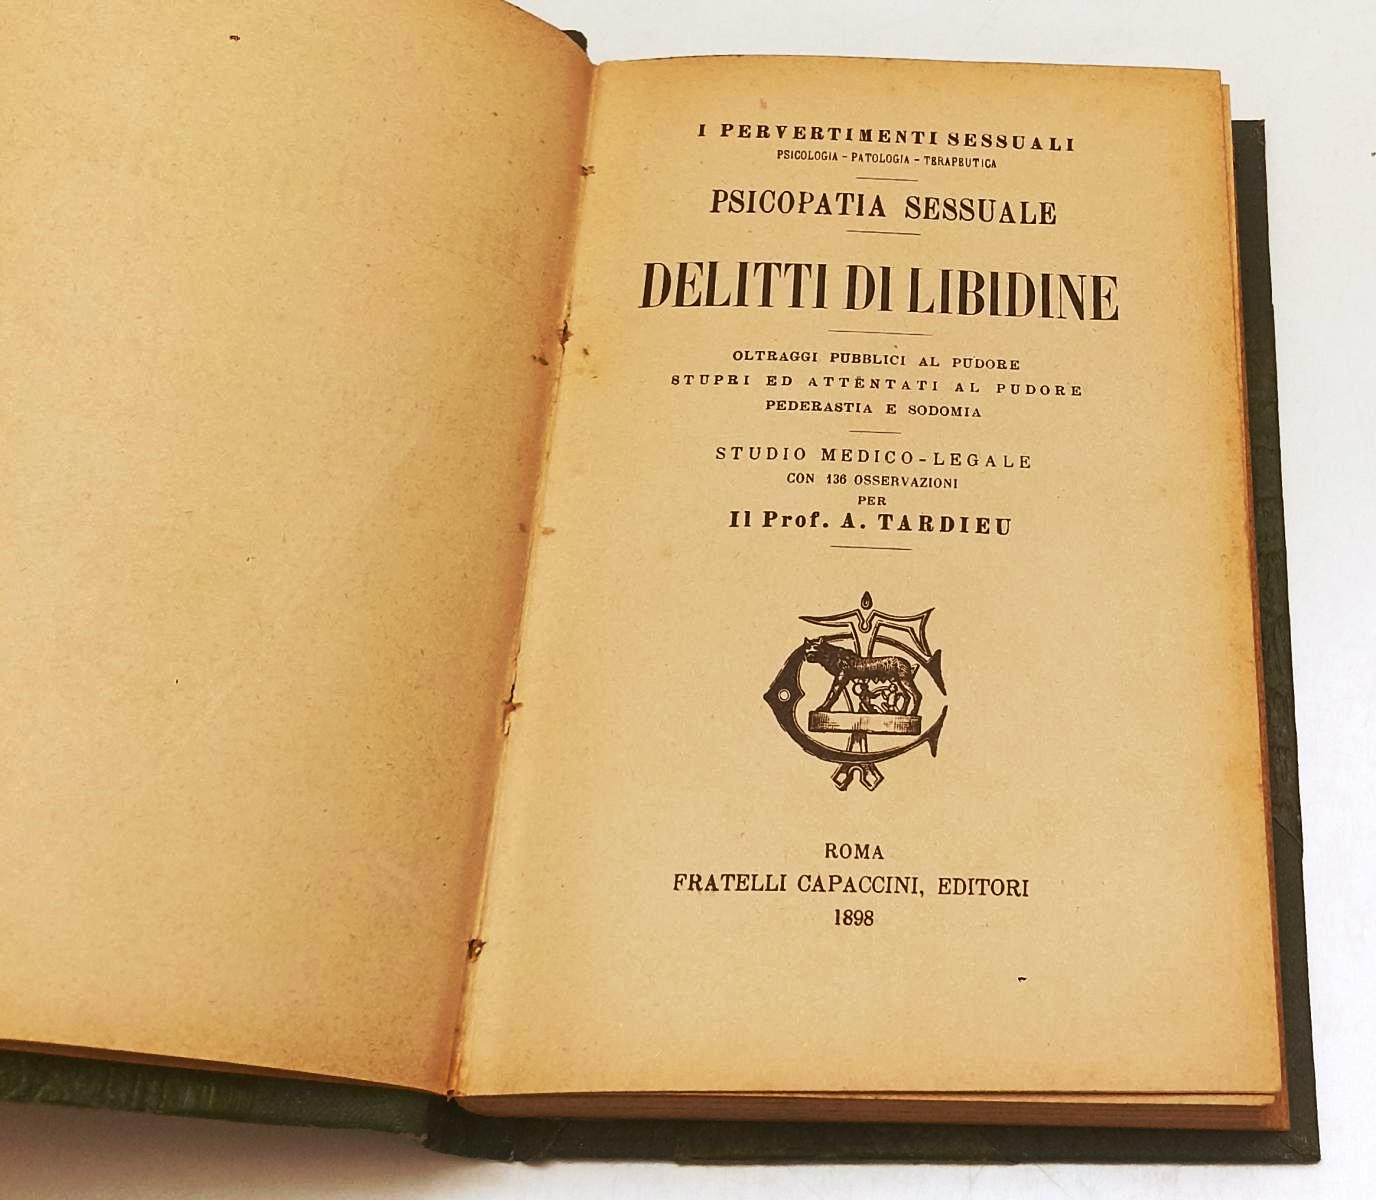 I PERVERTIMENTI SESSUALI
PSICOLOGIA - PATOLOGIA - TERAPEUTICA
PSICOPATIA SESSUALE
DELITTI DI LIBIDINE
OLTRAGGI PUBBLICI AL PUDORE
STUPRI ED ATTENTATI AL PUDORE
PEDERASTIA E SODOMIA
STUDIO MEDICO-LEGALE
CON 136 OSSERVAZIONI
PER
Il Prof. A. TARDIEU
ROMA
FRATELLI CAPACCINI, EDITORI
1898